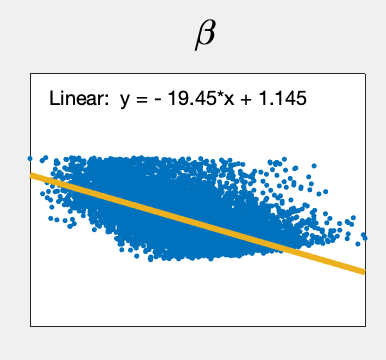 β
Linear: y = - 19.45*x + 1.145